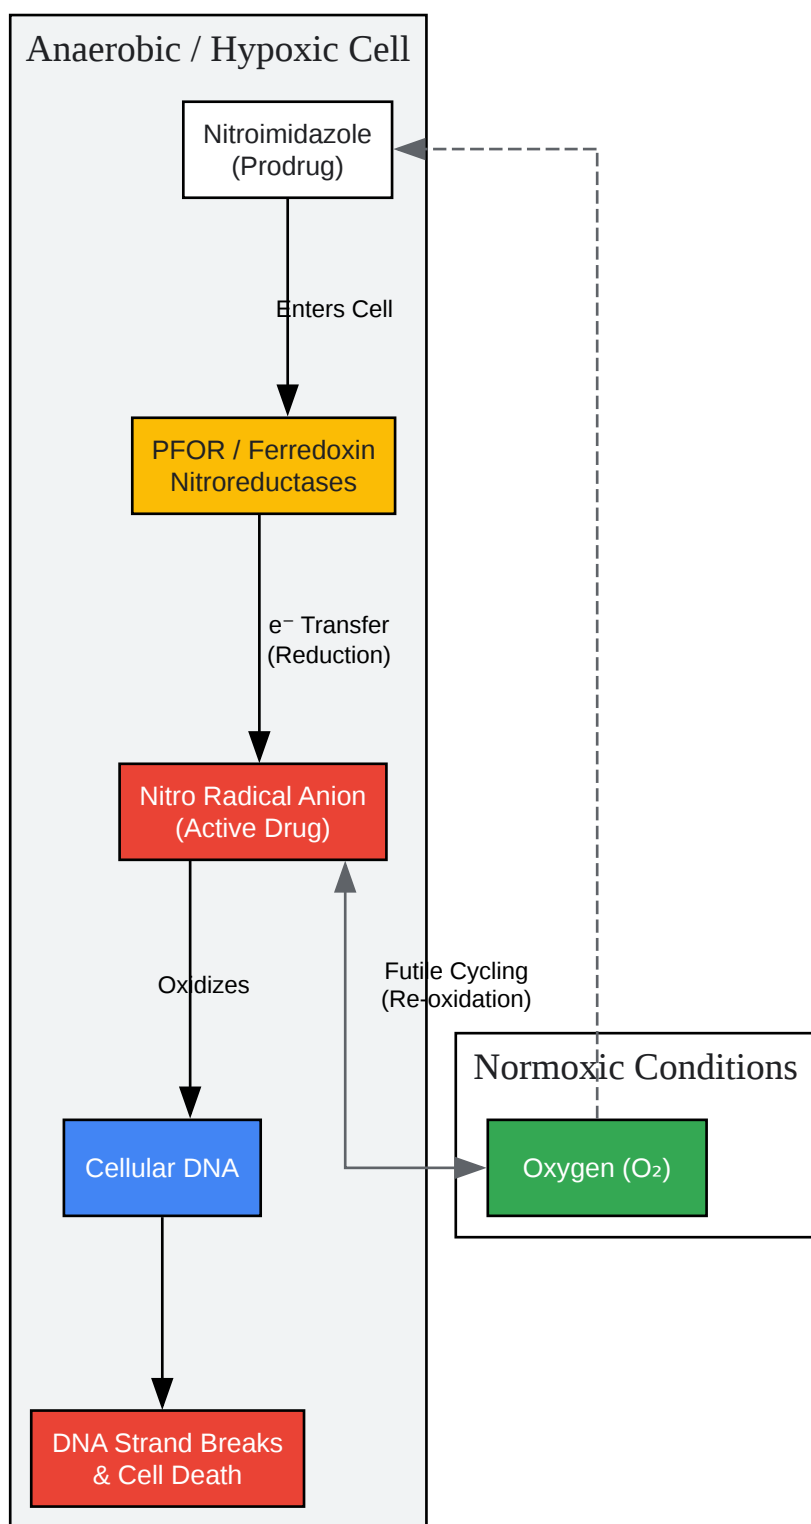 Anaerobic / Hypoxic Cell
Nitroimidazole
(Prodrug)
Enters Cell
PFOR / Ferredoxin
Nitroreductases
e⁻ Transfer
(Reduction)
Nitro Radical Anion
(Active Drug)
Oxidizes
Futile Cycling
(Re-oxidation)
Normoxic Conditions
Cellular DNA
Oxygen (O₂)
DNA Strand Breaks
& Cell Death